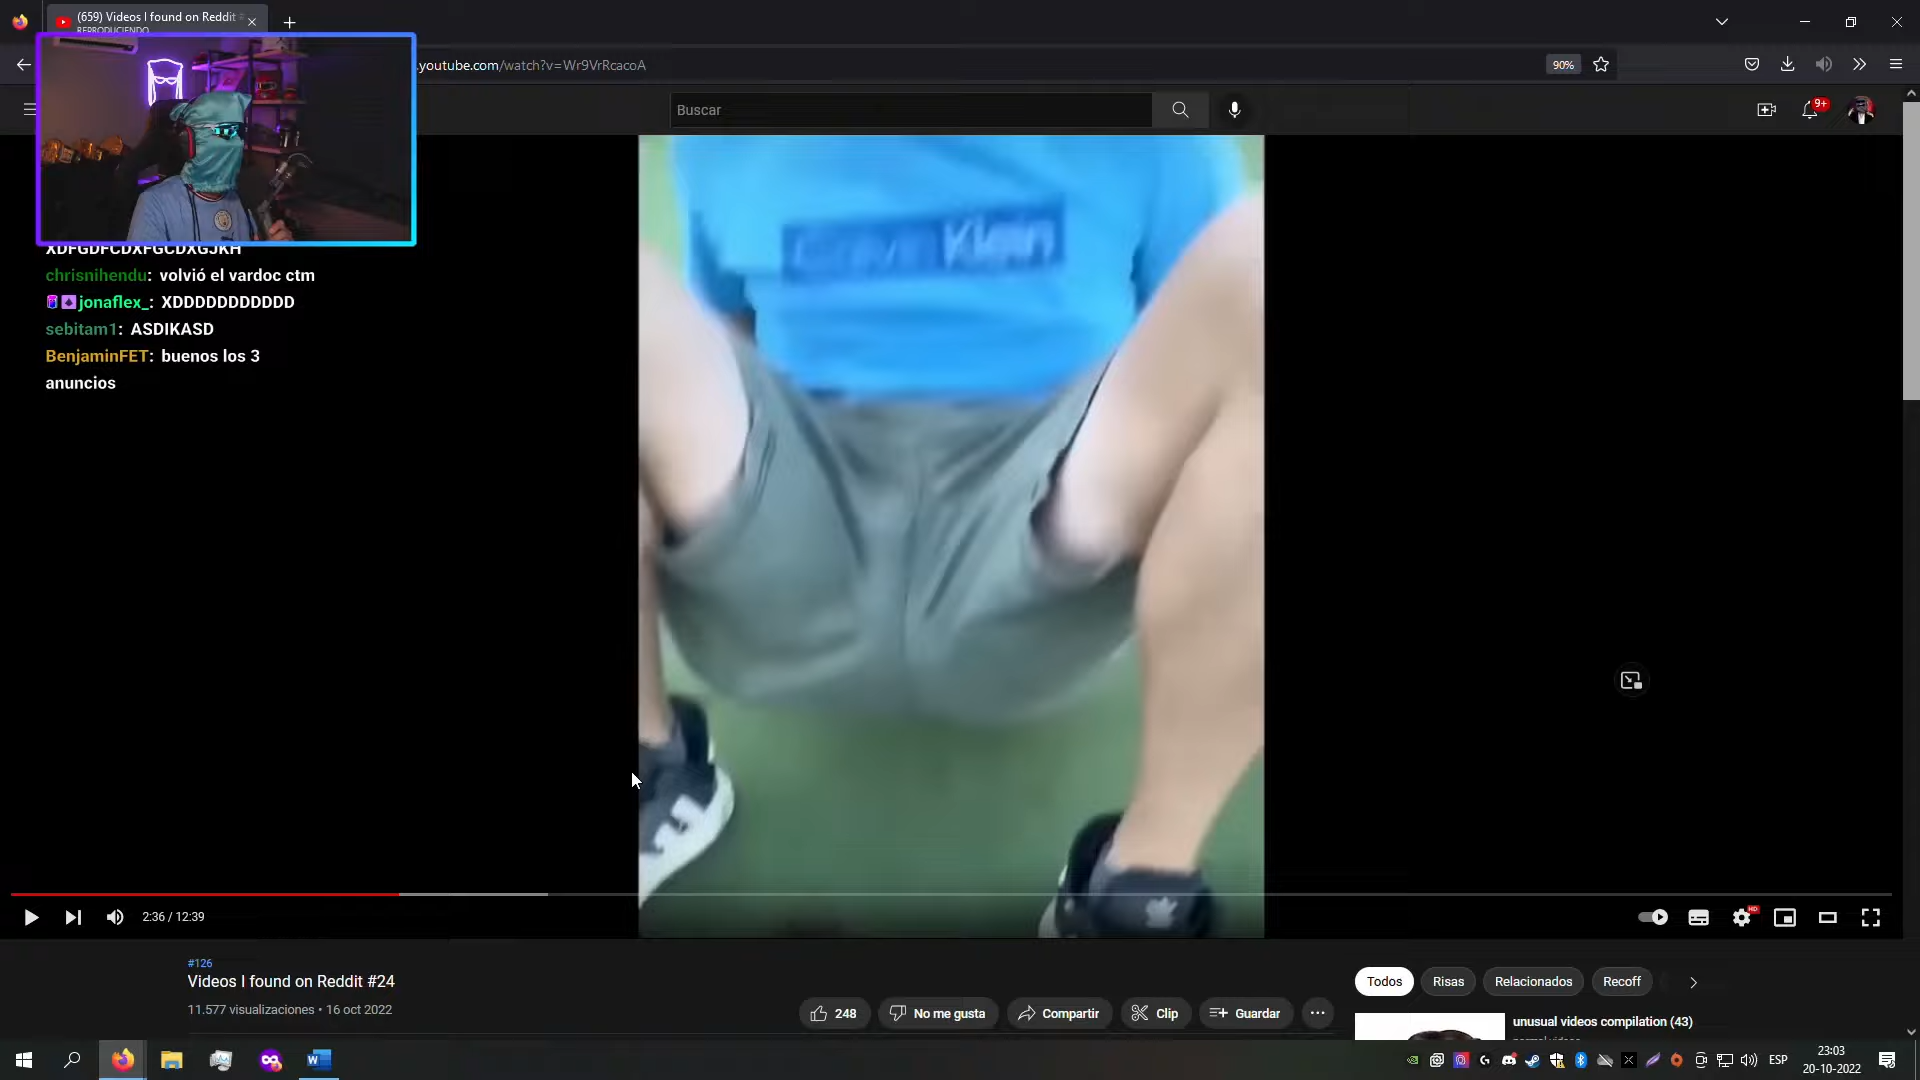 (659) Videos I found on Reddit #
REPRODUCIENDO
.youtube.com/watch?v=Wr9VrRcacoA
90%
Buscar
9+
Klein
XDFGDFCDXFGCDXGJKH
chrisnihendu: volvió el vardoc ctm
jonaflex_: XDDDDDDDDDDD
sebitam1: ASDIKASD
BenjaminFET: buenos los 3
anuncios
2:36 / 12:39
HD
#126
Videos I found on Reddit #24
11.577 visualizaciones • 16 oct 2022
248
No me gusta
Compartir
Clip
Guardar
Todos
Risas
Relacionados
Recoff
unusual videos compilation (43)
ESP
23:03
20-10-2022